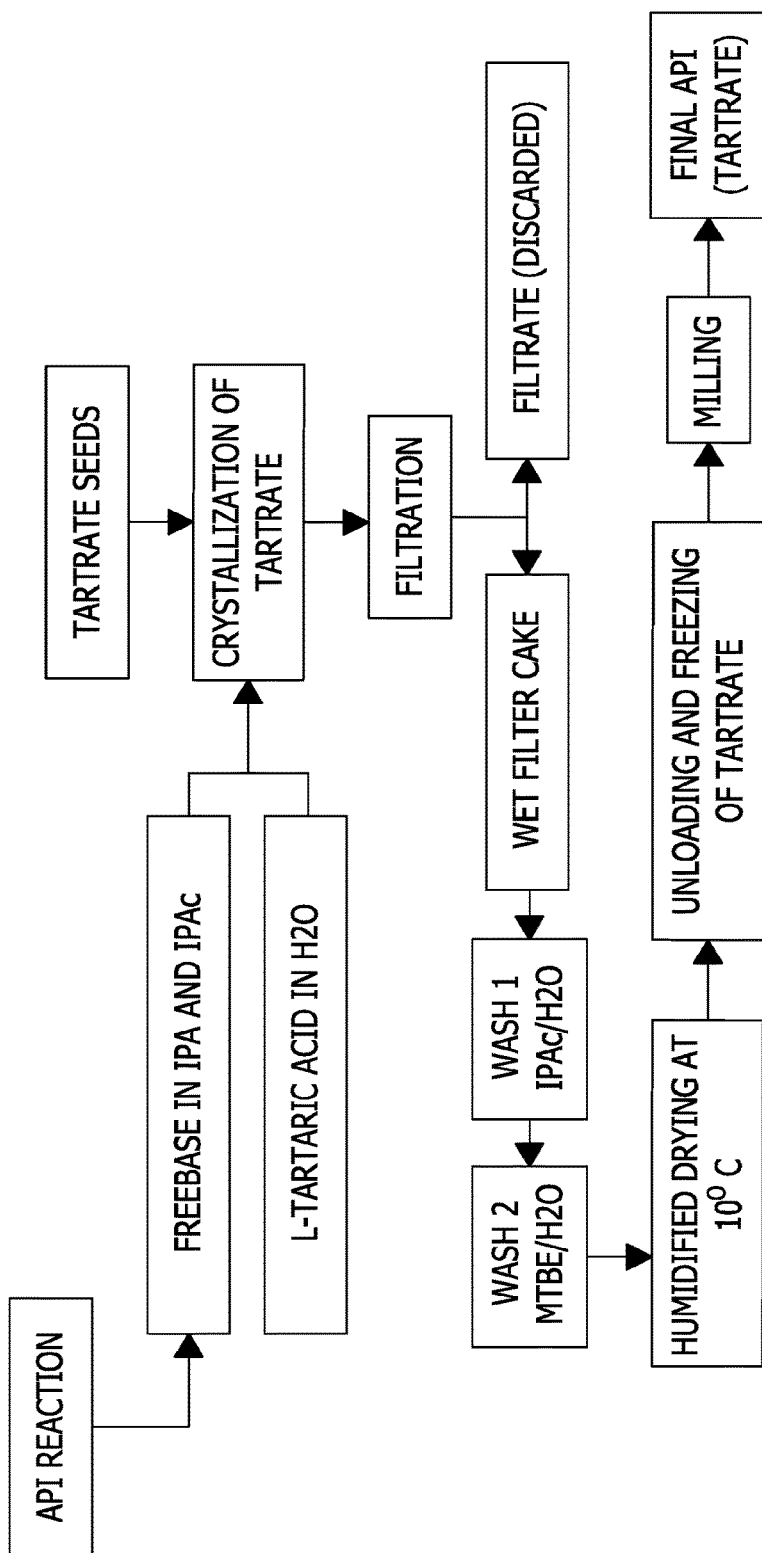 API REACTION
FREEBASE IN IPA AND IPAc
L-TARTARIC ACID IN H2O
TARTRATE SEEDS
CRYSTALLIZATION OF
TARTRATE
FILTRATION
FILTRATE (DISCARDED)
WET FILTER CAKE
WASH 1
IPAc/H2O
WASH 2
MTBE/H2O
HUMIDIFIED DRYING AT
10⁰ C
UNLOADING AND FREEZING
OF TARTRATE
MILLING
FINAL API
(TARTRATE)